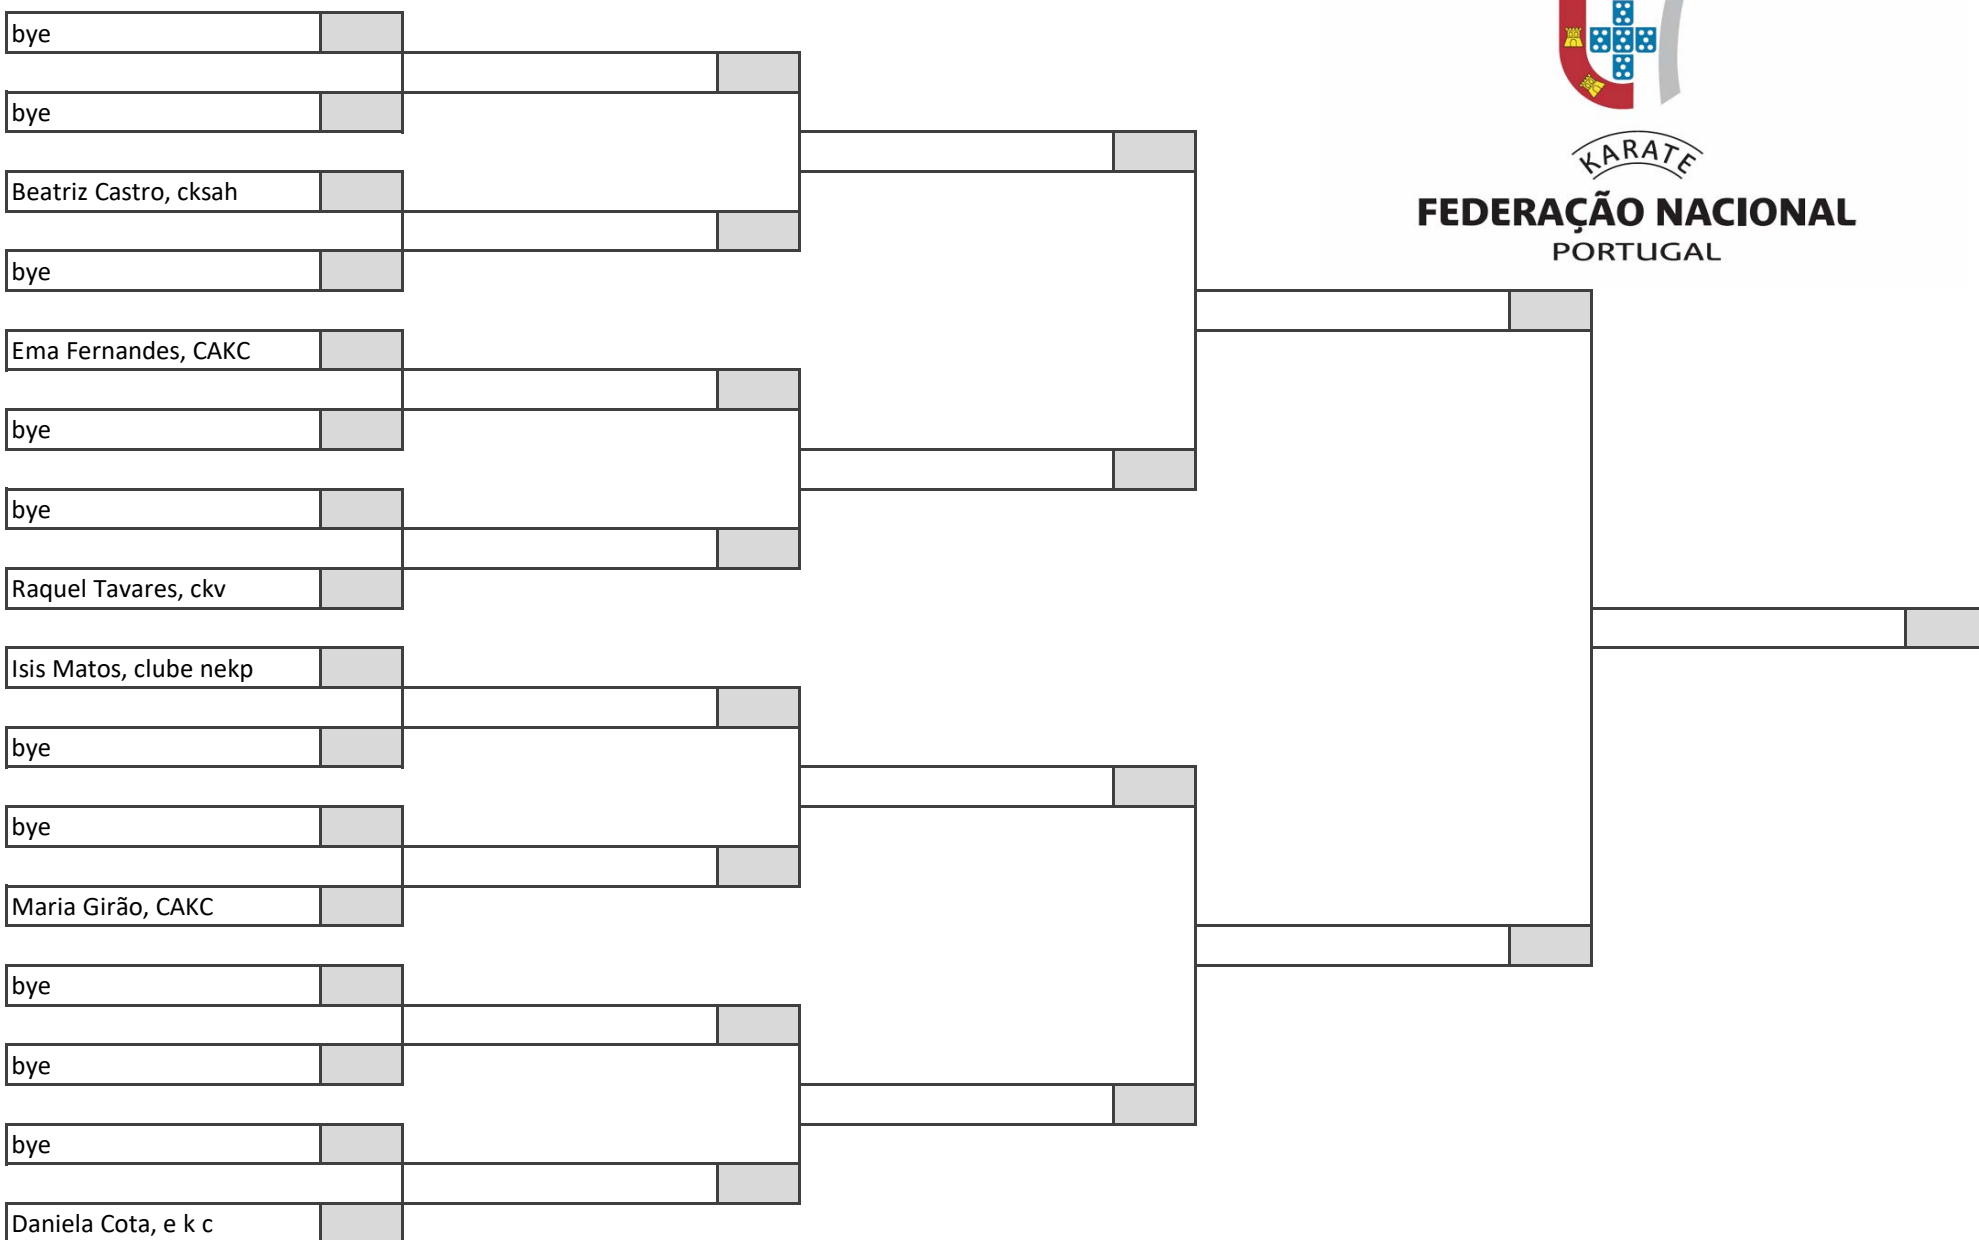 bye
bye
Beatriz Castro, cksah
bye
Ema Fernandes, CAKC
bye
bye
Raquel Tavares, ckv
Isis Matos, clube nekp
bye
bye
Maria Girão, CAKC
bye
bye
bye
Daniela Cota, e k c
KARATE
FEDERAÇÃO NACIONAL
PORTUGAL